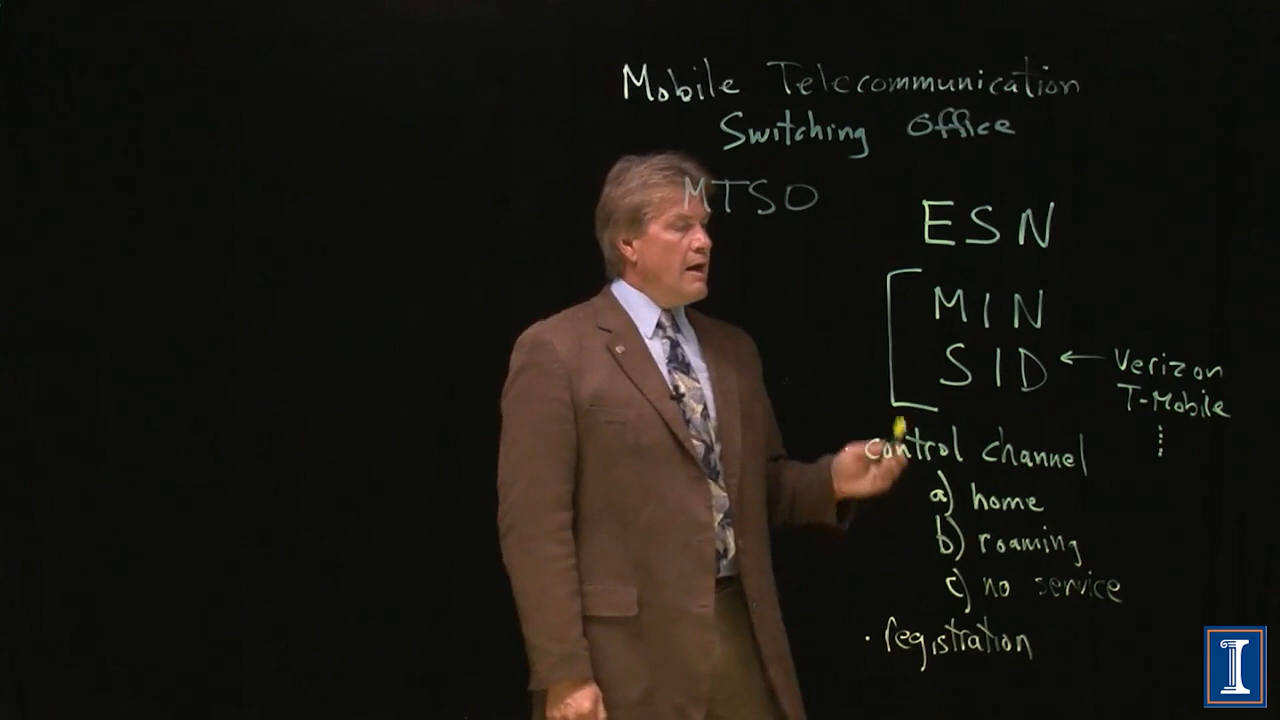 Mobile Telecommunication
Switching Office
MTSO
ESN
MIN
SID ← Verizon
T-Mobile
⋮
control channel
a) home
b) roaming
c) no service
· registration
I